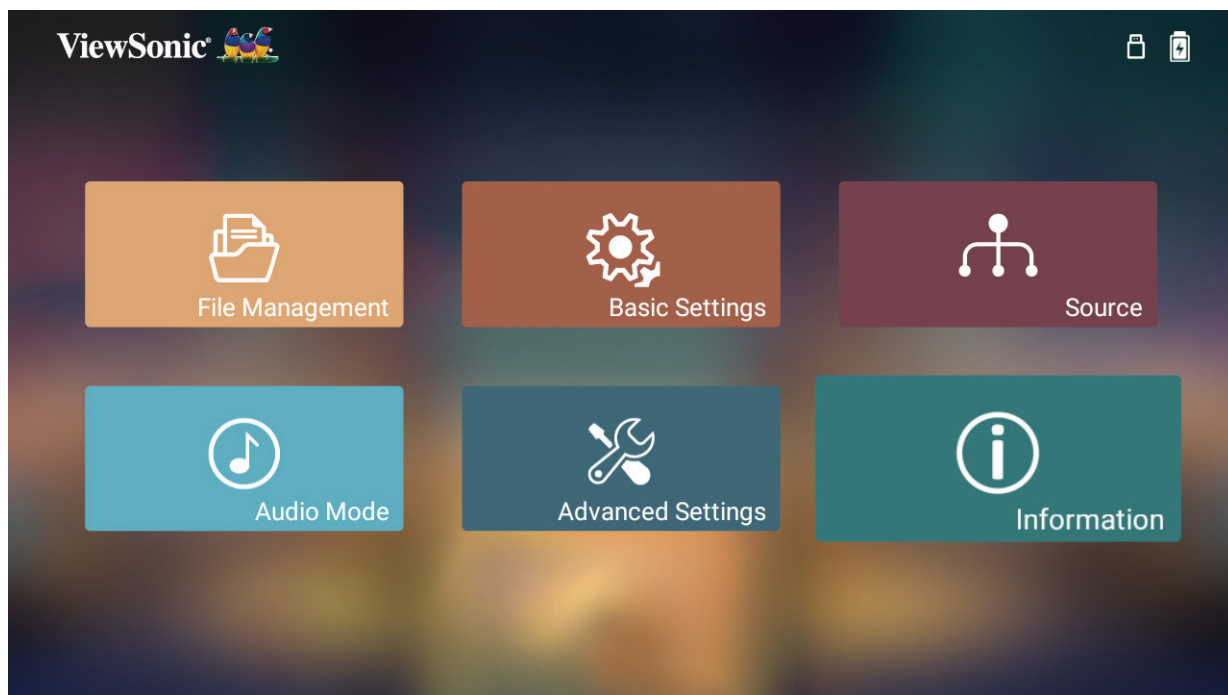 ViewSonic®
File Management
Basic Settings
Source
Audio Mode
Advanced Settings
Information